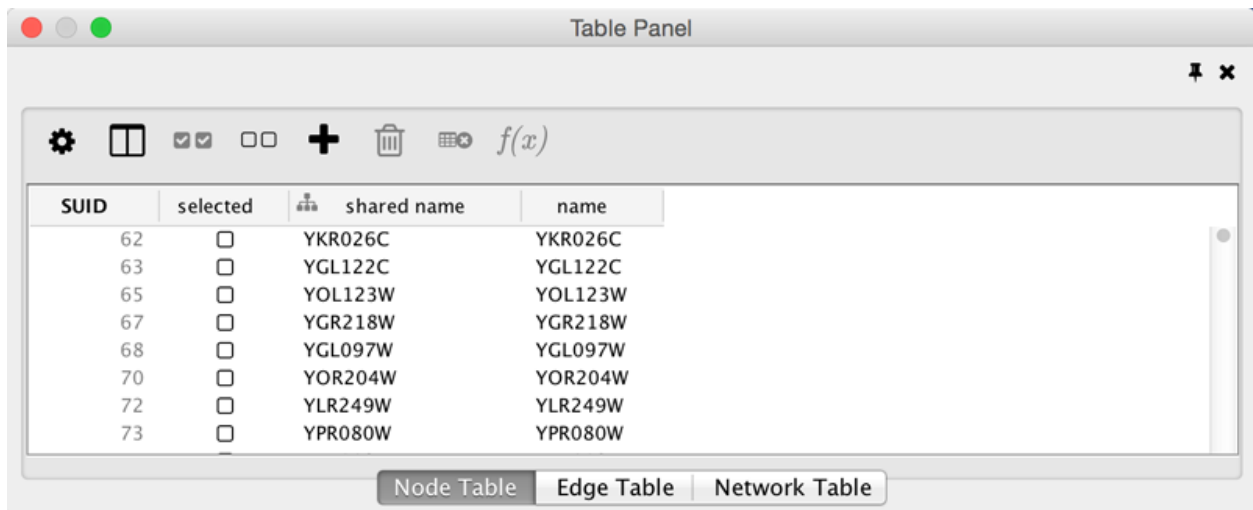 Table Panel
f(x)
SUID selected shared name name
62 YKR026C YKR026C
63 YGL122C YGL122C
65 YOL123W YOL123W
67 YGR218W YGR218W
68 YGL097W YGL097W
70 YOR204W YOR204W
72 YLR249W YLR249W
73 YPR080W YPR080W
Node Table Edge Table Network Table